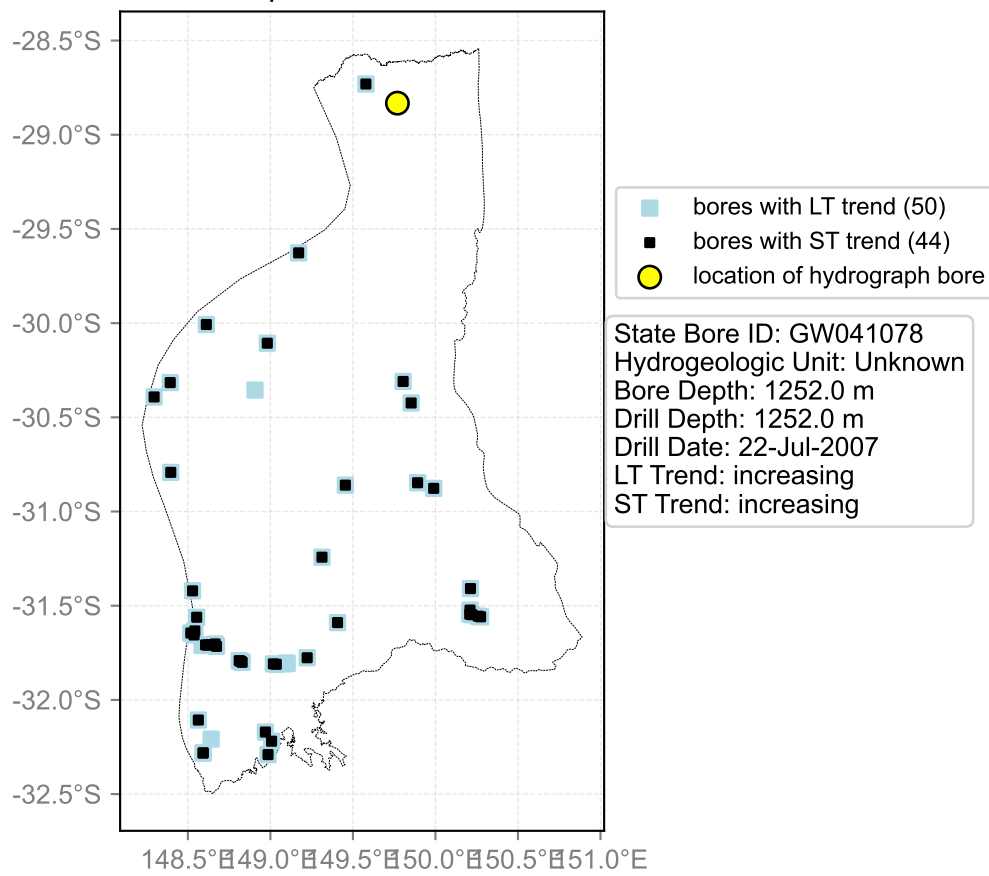 -28.5°S
-29.0°S
-29.5°S
-30.0°S
-30.5°S
-31.0°S
-31.5°S
-32.0°S
-32.5°S
148.5°E 149.0°E 149.5°E 150.0°E 150.5°E 151.0°E
bores with LT trend (50)
bores with ST trend (44)
location of hydrograph bore
State Bore ID: GW041078
Hydrogeologic Unit: Unknown
Bore Depth: 1252.0 m
Drill Depth: 1252.0 m
Drill Date: 22-Jul-2007
LT Trend: increasing
ST Trend: increasing